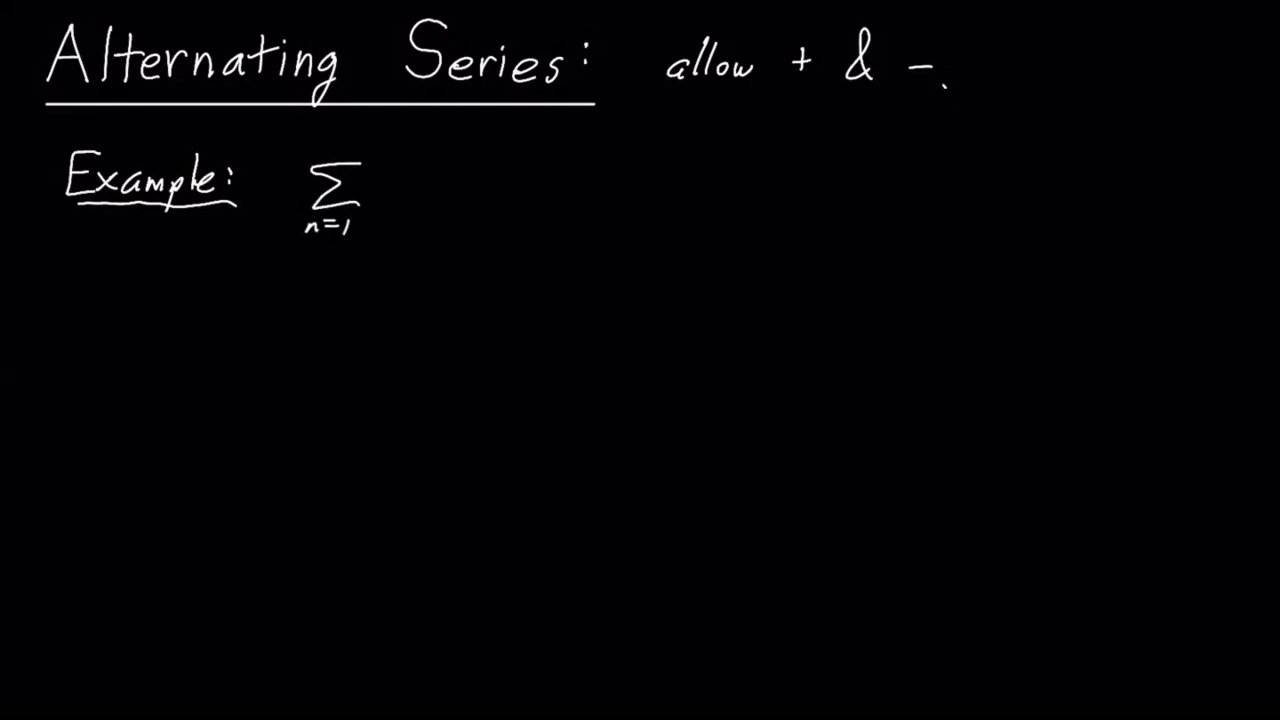 Alternating Series: allow + & -.
Example: ∑
n=1